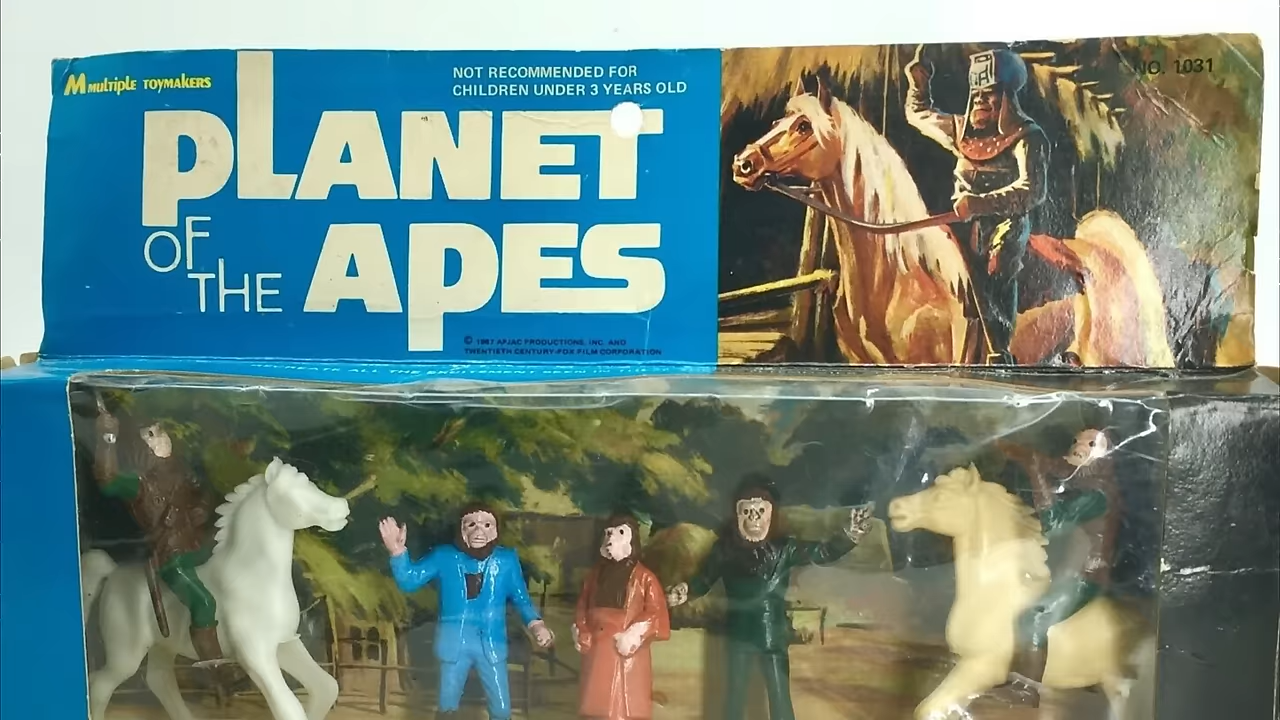 Multiple Toymakers
NOT RECOMMENDED FOR
CHILDREN UNDER 3 YEARS OLD
NO. 1031
PLANET
OF THE APES
© 1967 APJAC PRODUCTIONS, INC. AND
TWENTIETH CENTURY-FOX FILM CORPORATION